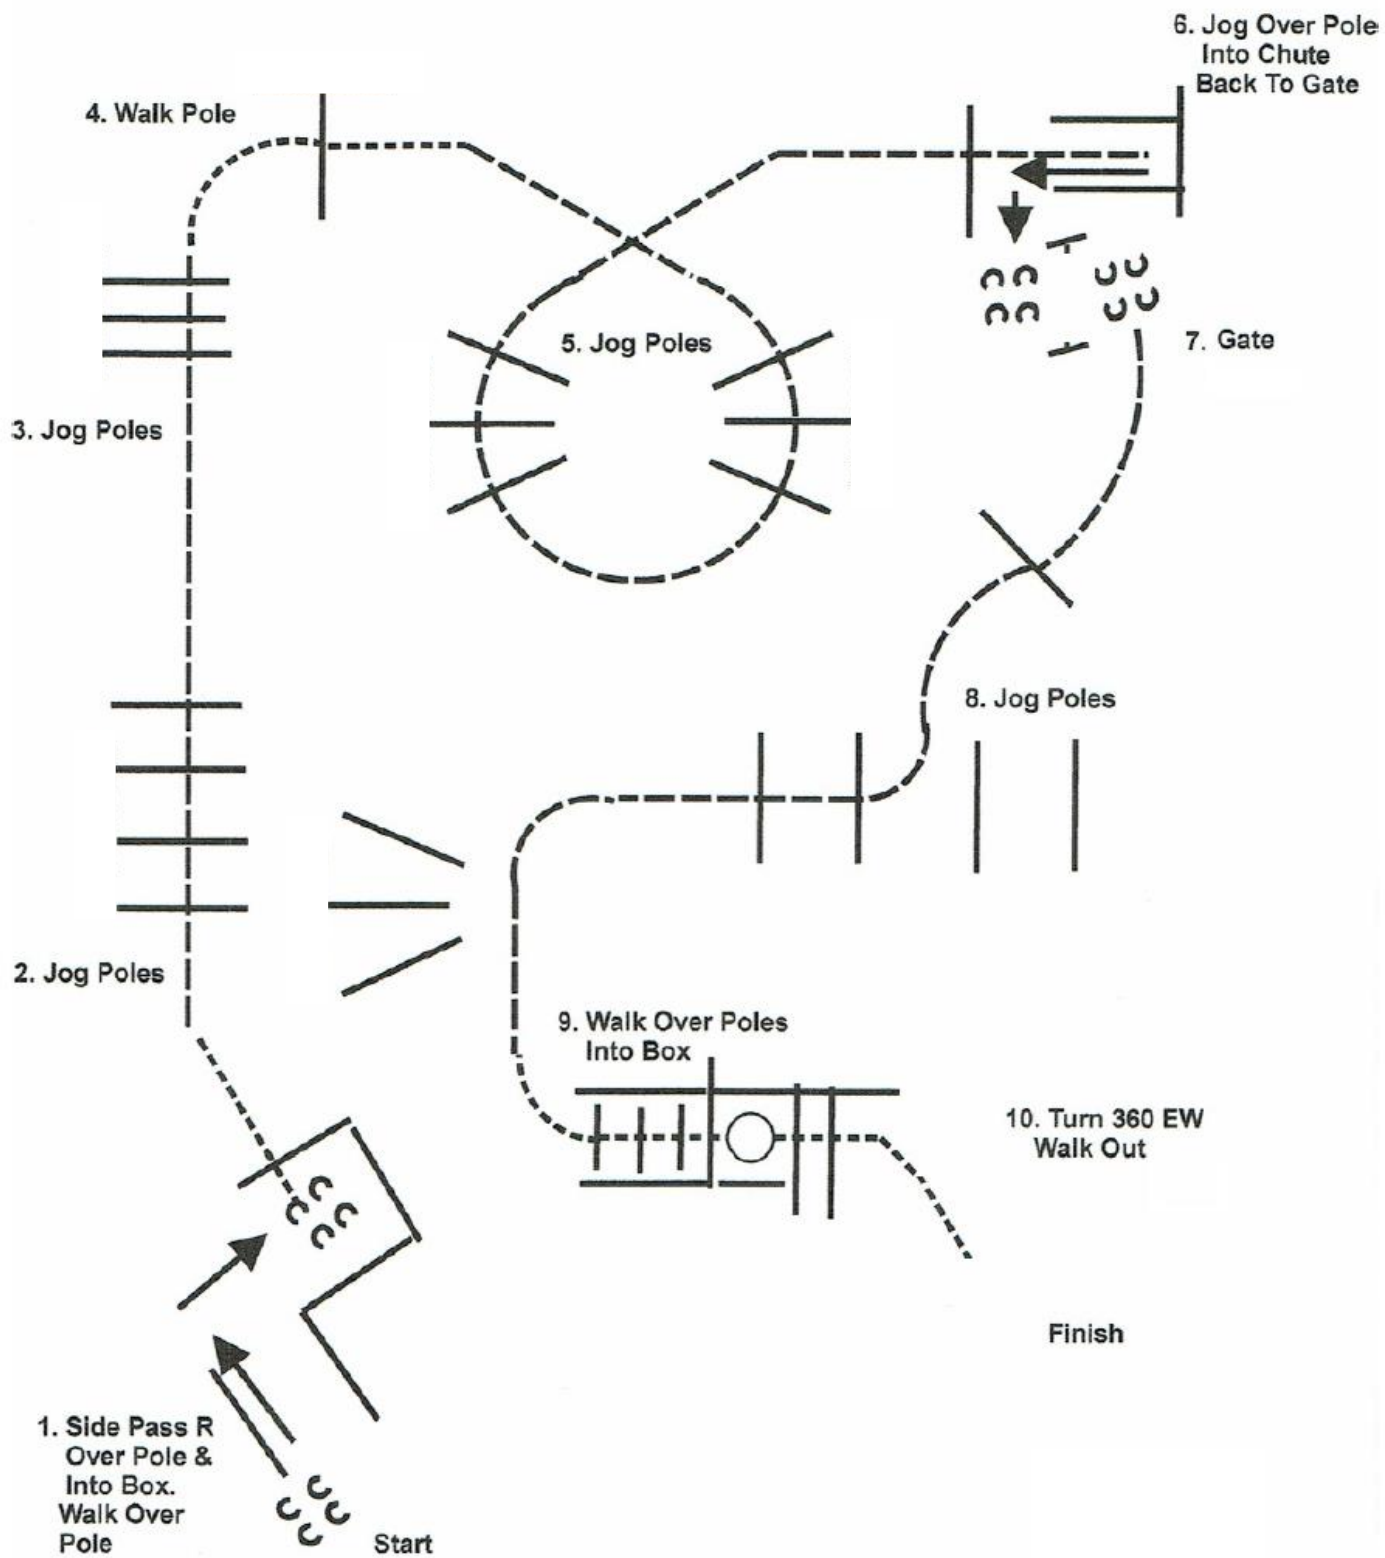 6. Jog Over Pole
Into Chute
Back To Gate
4. Walk Pole
5. Jog Poles
7. Gate
3. Jog Poles
8. Jog Poles
2. Jog Poles
9. Walk Over Poles
Into Box
10. Turn 360 EW
Walk Out
Finish
1. Side Pass R
Over Pole &
Into Box.
Walk Over
Pole
Start